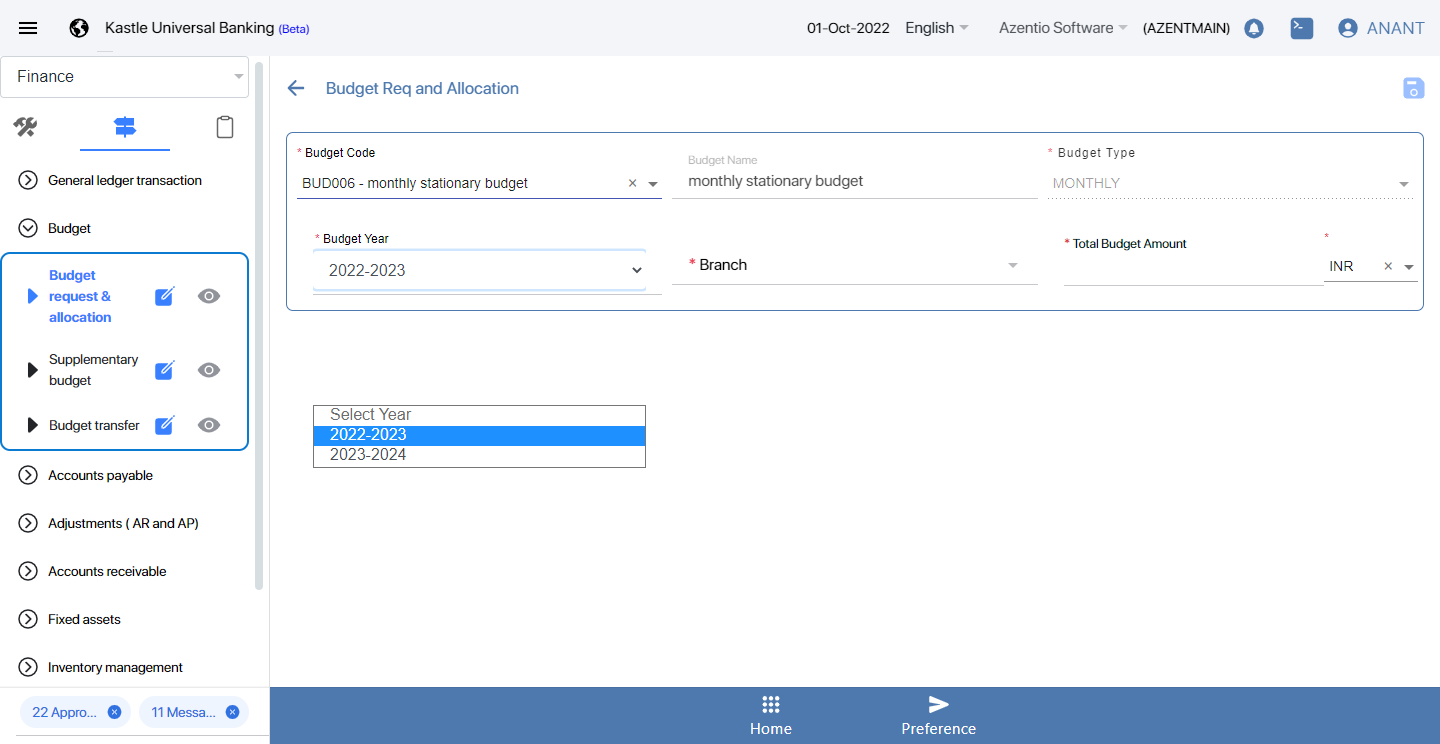 Kastle Universal Banking (Beta)
01-Oct-2022
English
Azentio Software
(AZENTMAIN)
ANANT
Finance
General ledger transaction
Budget
Budget
request &
allocation
Supplementary
budget
Budget transfer
Accounts payable
Adjustments ( AR and AP)
Accounts receivable
Fixed assets
Inventory management
22 Appro...
11 Messa...
Budget Req and Allocation
* Budget Code
BUD006 - monthly stationary budget
Budget Name
monthly stationary budget
* Budget Type
MONTHLY
* Budget Year
2022-2023
* Branch
* Total Budget Amount
*
INR
Select Year
2022-2023
2023-2024
Home
Preference